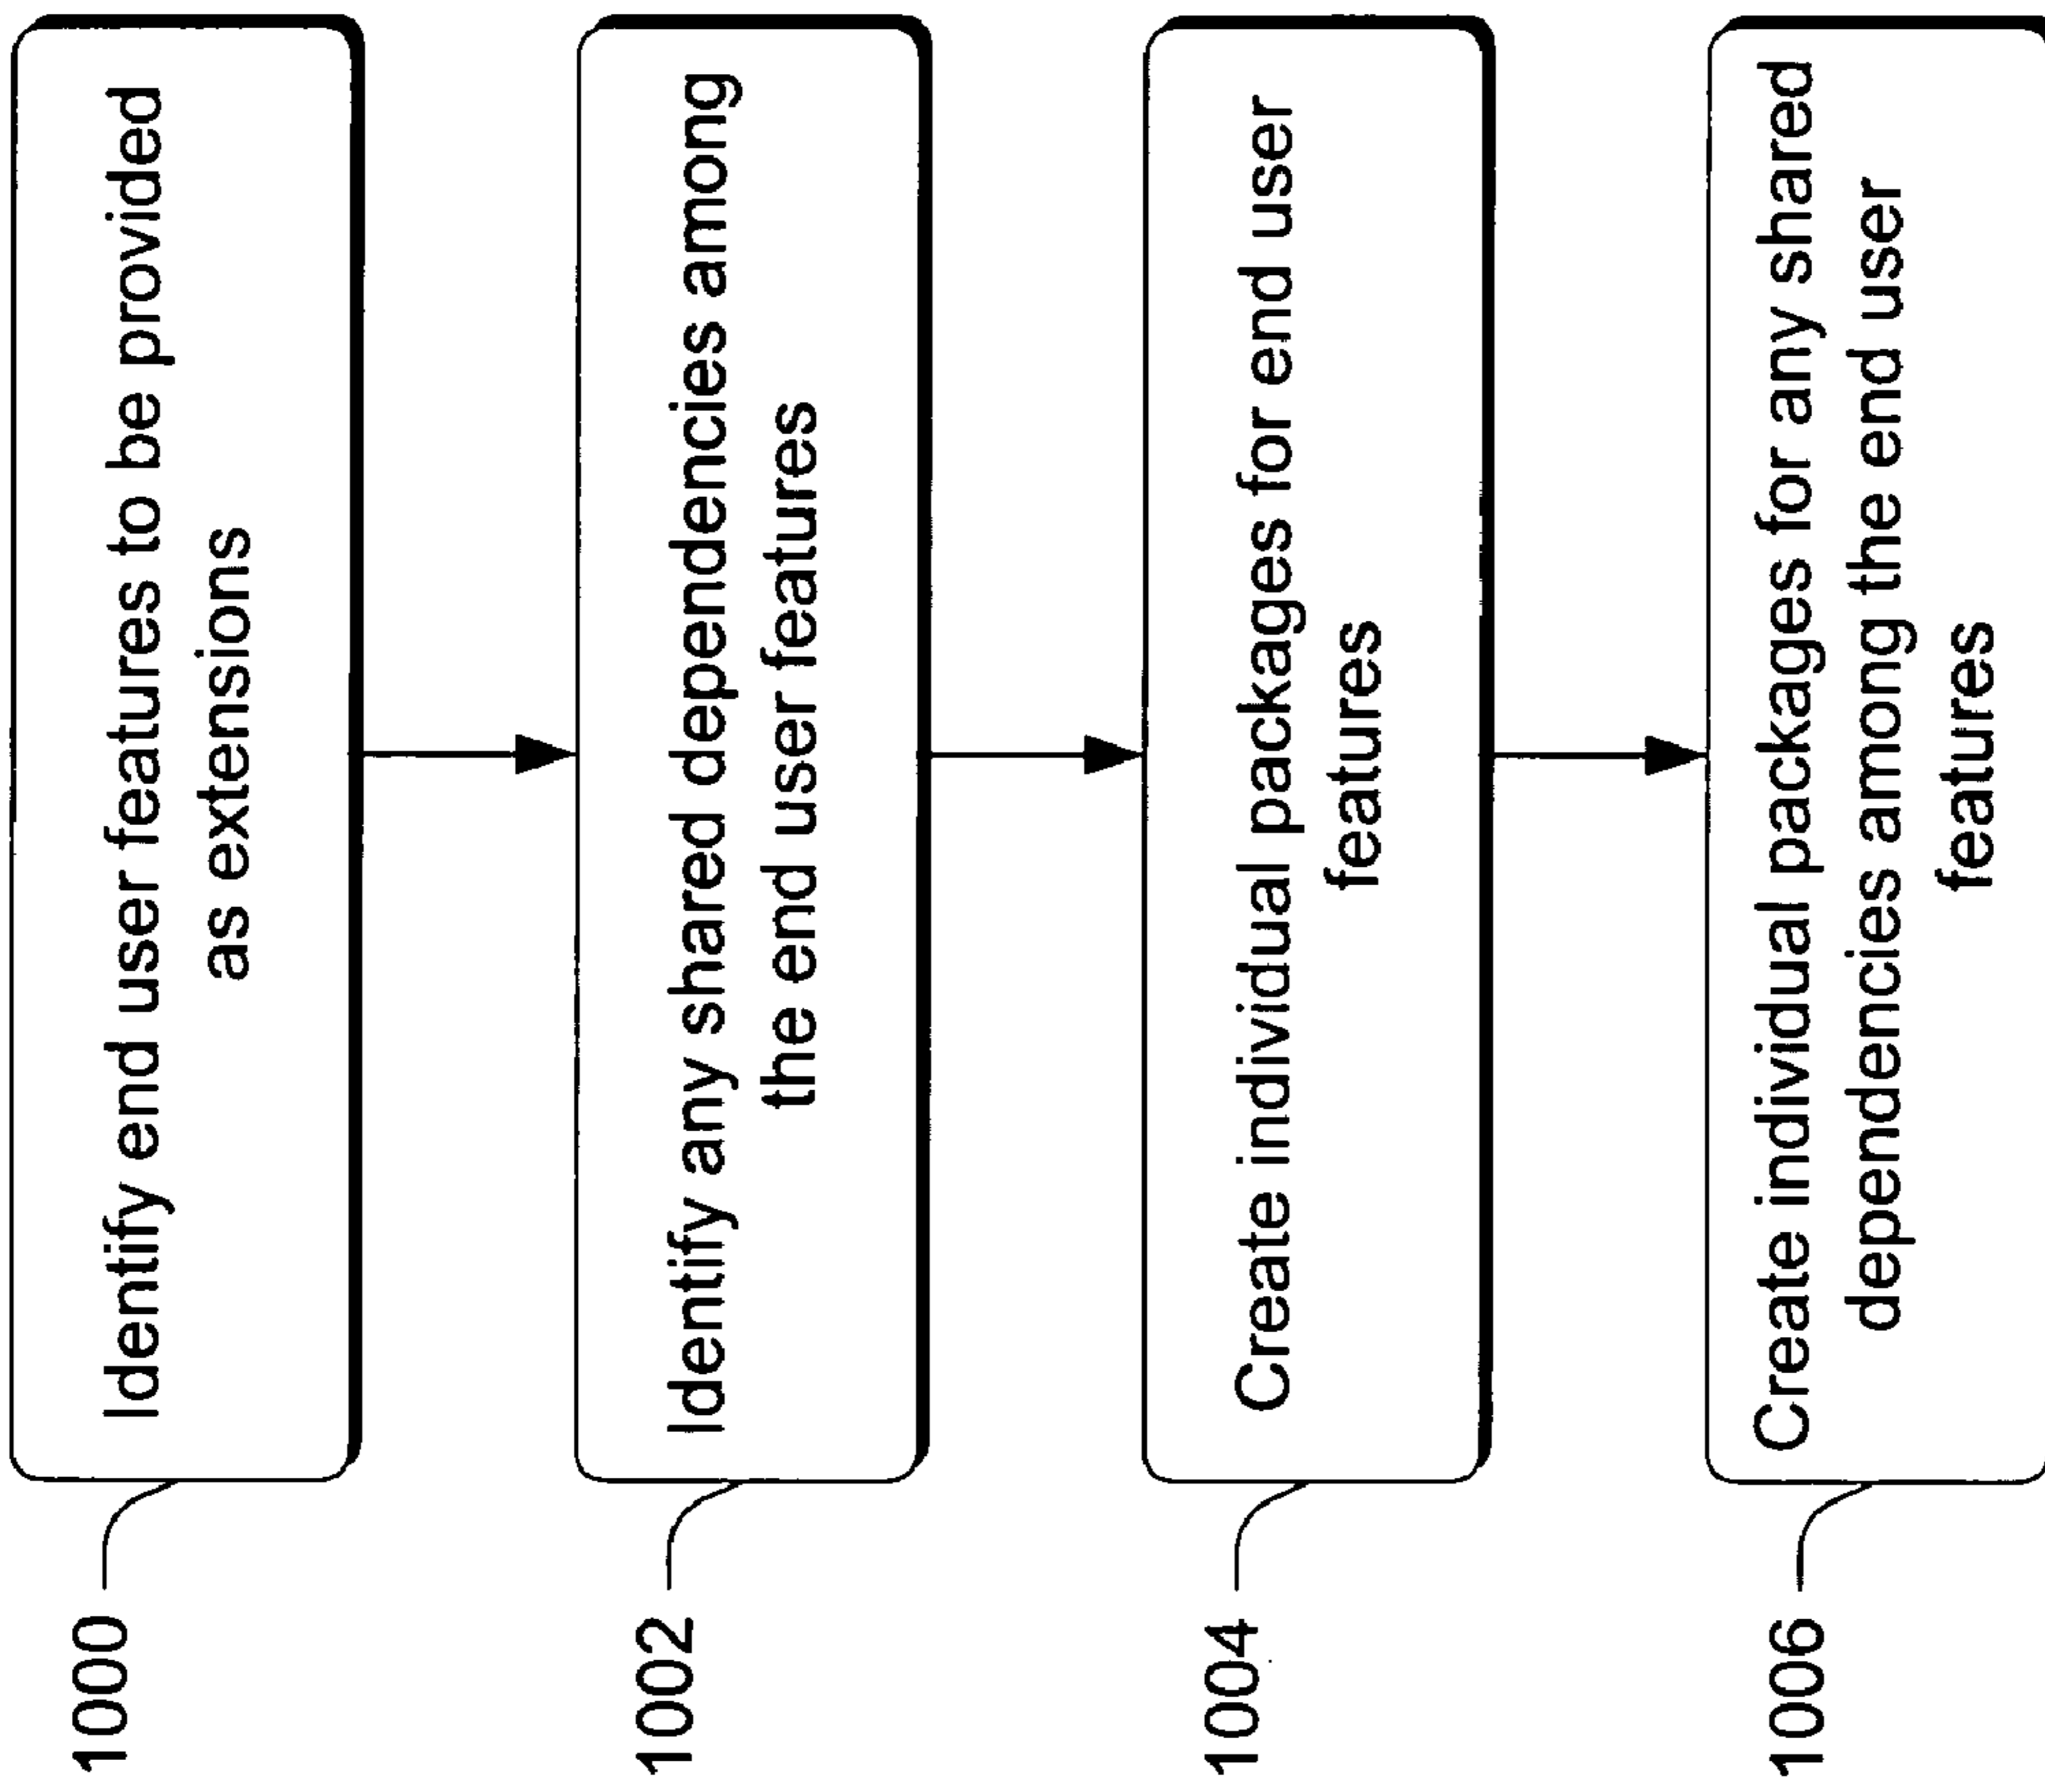 1000
Identify end user features to be provided
as extensions
1002
Identify any shared dependencies among
the end user features
1004
Create individual packages for end user
features
1006
Create individual packages for any shared
dependencies among the end user
features